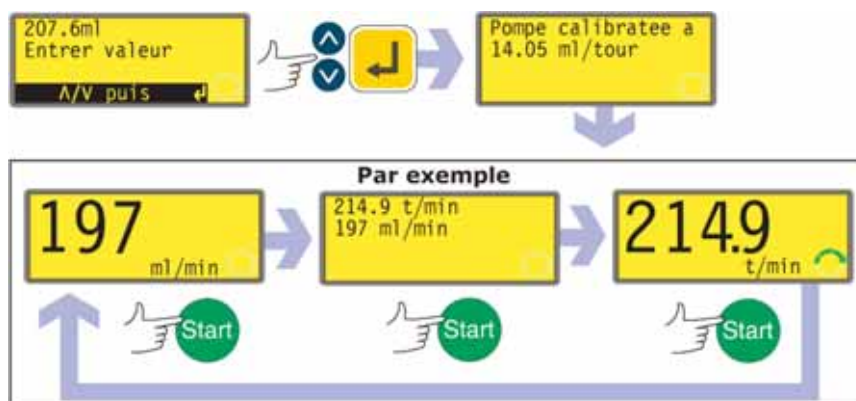 207.6ml
Entrer valeur
Λ/V puis ↲
Pompe calibratee a
14.05 ml/tour
Par exemple
197
ml/min
214.9 t/min
197 ml/min
214.9
t/min
Start
Start
Start